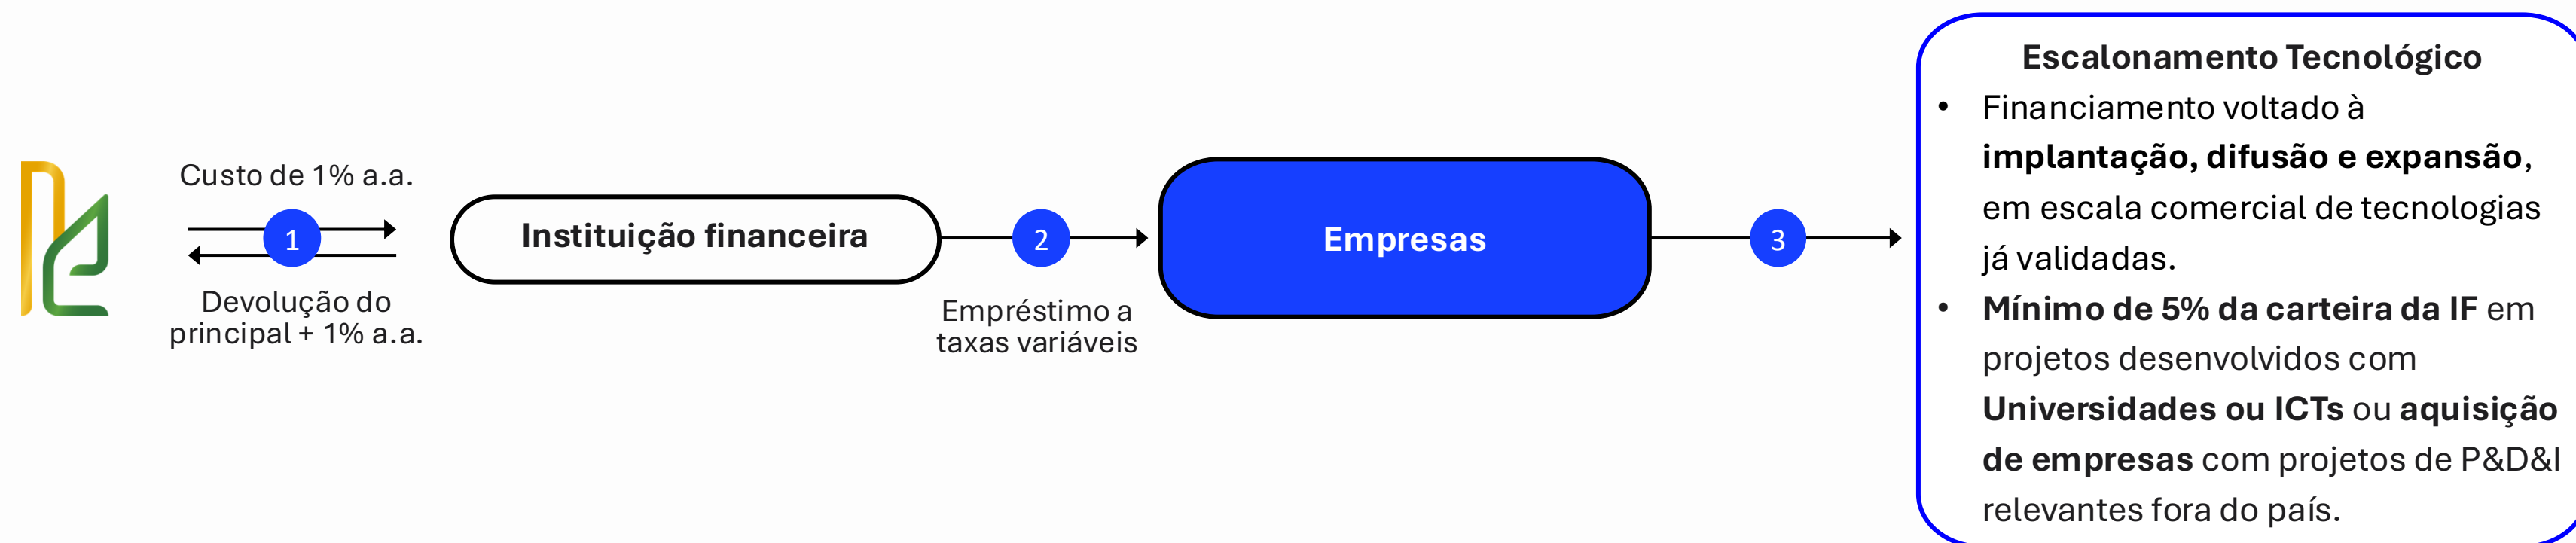 Custo de 1% a.a.
1
Devolução do
principal + 1% a.a.
Instituição financeira
2
Empréstimo a
taxas variáveis
Empresas
3
Escalonamento Tecnológico
• Financiamento voltado à
implantação, difusão e expansão,
em escala comercial de tecnologias
já validadas.
• Mínimo de 5% da carteira da IF em
projetos desenvolvidos com
Universidades ou ICTs ou aquisição
de empresas com projetos de P&D&I
relevantes fora do país.